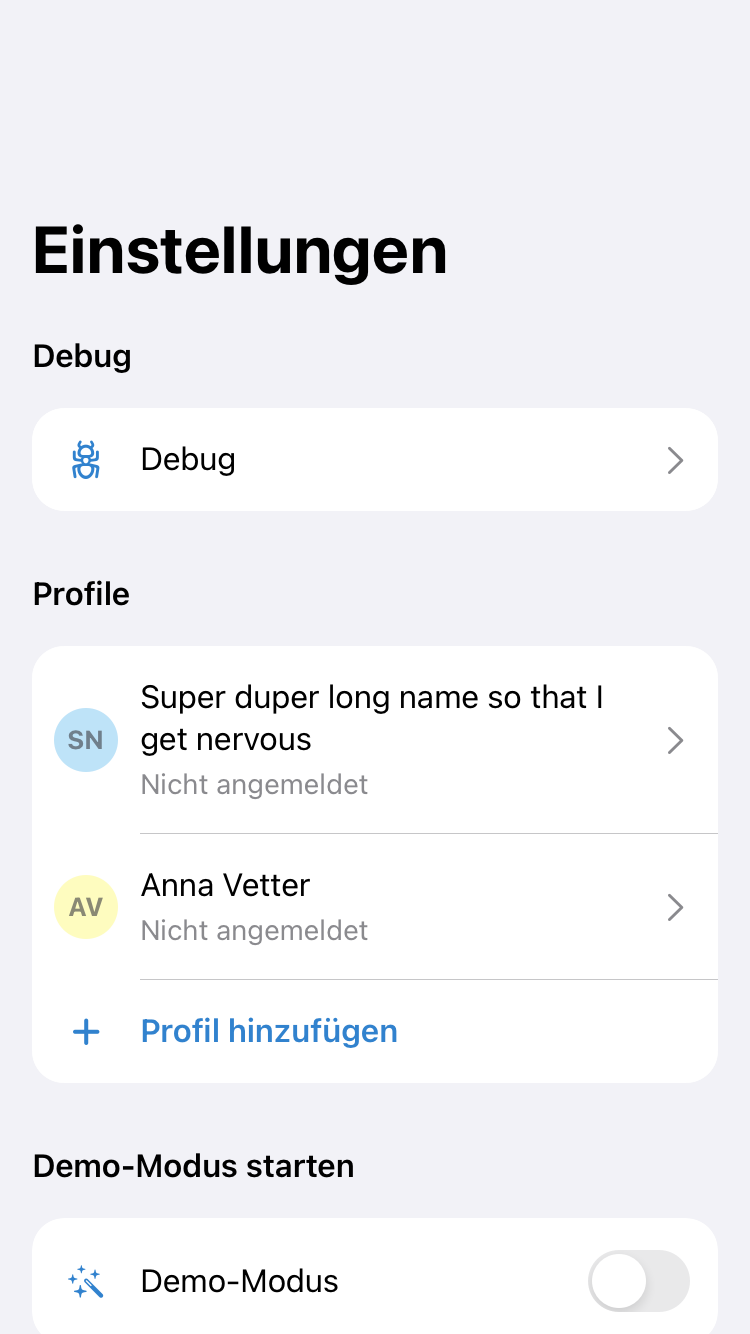 Einstellungen
Debug
Debug
Profile
SN
Super duper long name so that I
get nervous
Nicht angemeldet
AV
Anna Vetter
Nicht angemeldet
Profil hinzufügen
Demo-Modus starten
Demo-Modus